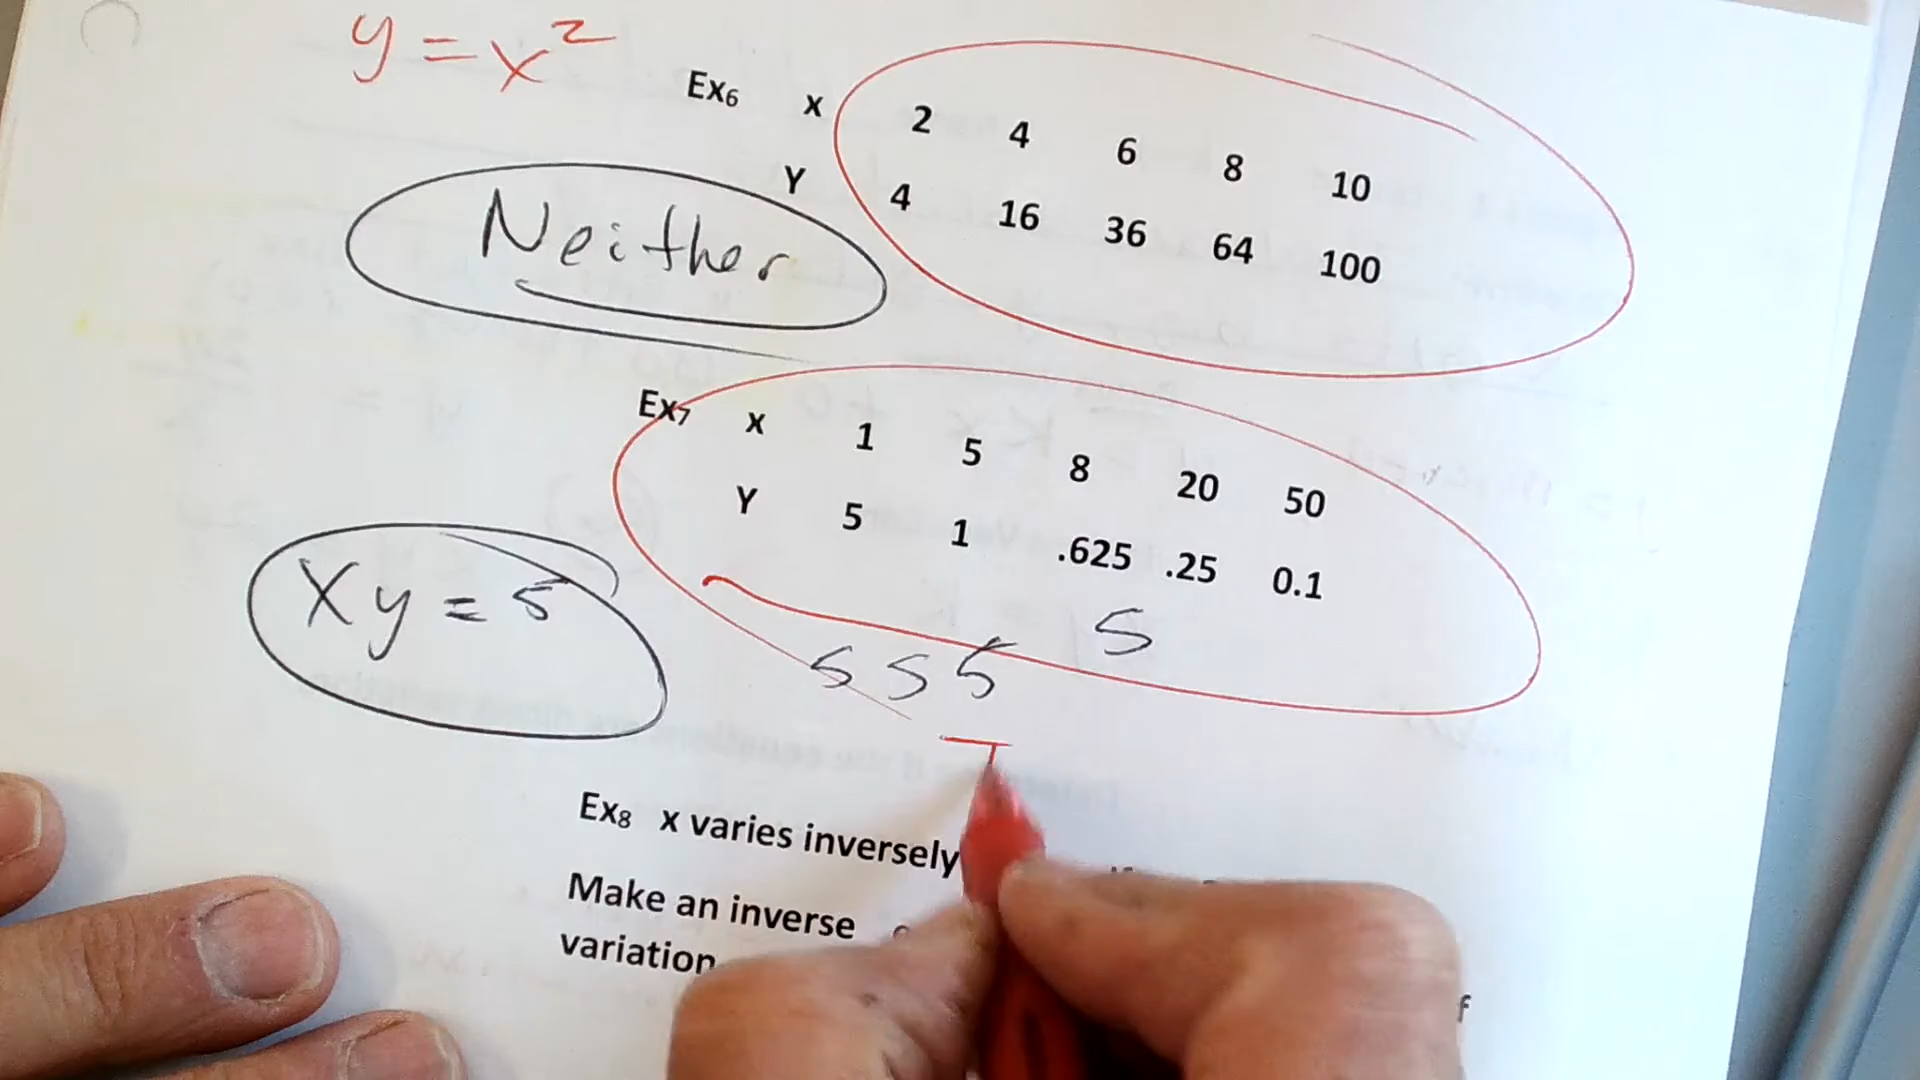 y = x²
Ex6 x 2 4 6 8 10
Y 4 16 36 64 100
Neither
Ex7 x 1 5 8 20 50
Y 5 1 .625 .25 0.1
Xy = 5
5 5 5 5
Ex8 x varies inversely
Make an inverse
variation
f